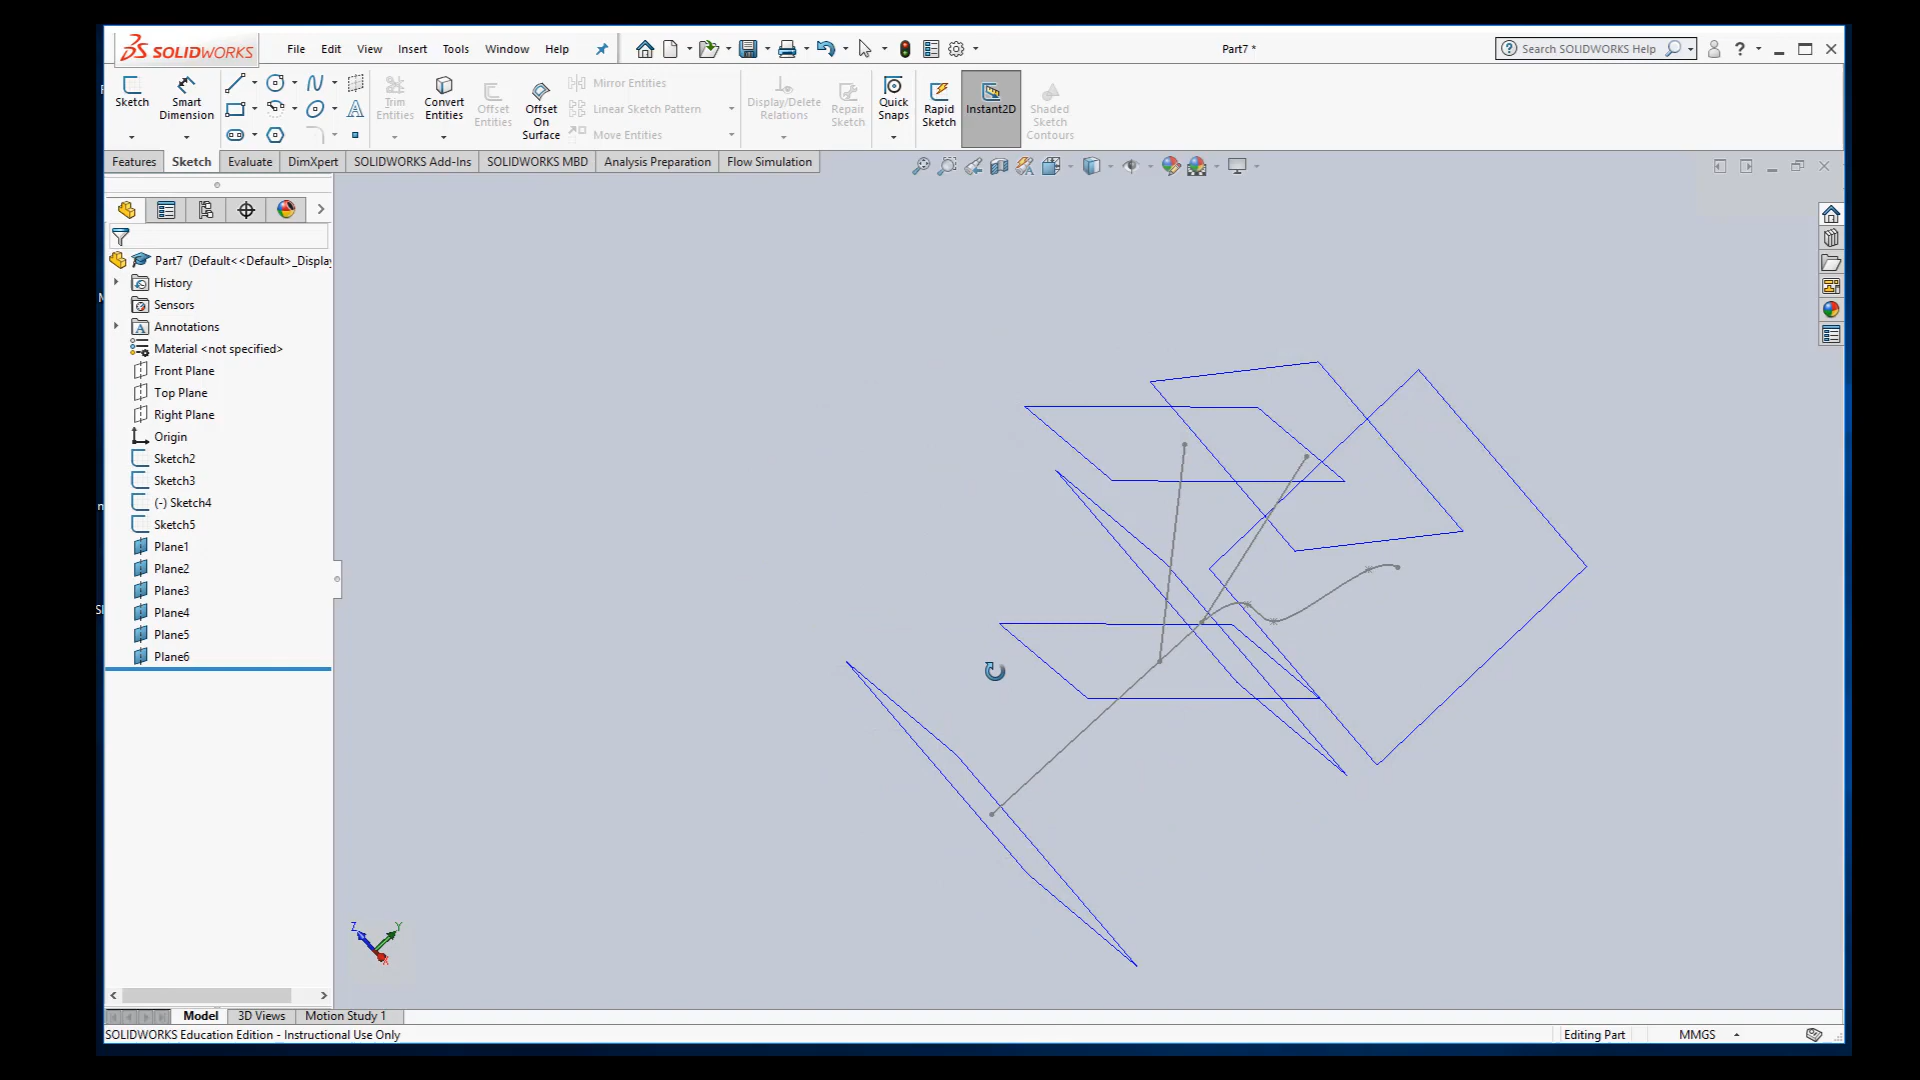 SOLIDWORKS
File Edit View Insert Tools Window Help
Part7 *
Search SOLIDWORKS Help
?
Sketch
Smart Dimension
Trim Entities
Convert Entities
Offset Entities
Offset On Surface
Mirror Entities
Linear Sketch Pattern
Move Entities
Display/Delete Relations
Repair Sketch
Quick Snaps
Rapid Sketch
Instant2D
Shaded Sketch Contours
Features Sketch Evaluate DimXpert SOLIDWORKS Add-Ins SOLIDWORKS MBD Analysis Preparation Flow Simulation
Part7 (Default<<Default>_Displa
History
Sensors
Annotations
Material <not specified>
Front Plane
Top Plane
Right Plane
Origin
Sketch2
Sketch3
(-) Sketch4
Sketch5
Plane1
Plane2
Plane3
Plane4
Plane5
Plane6
Z Y
X
Model 3D Views Motion Study 1
SOLIDWORKS Education Edition - Instructional Use Only
Editing Part MMGS